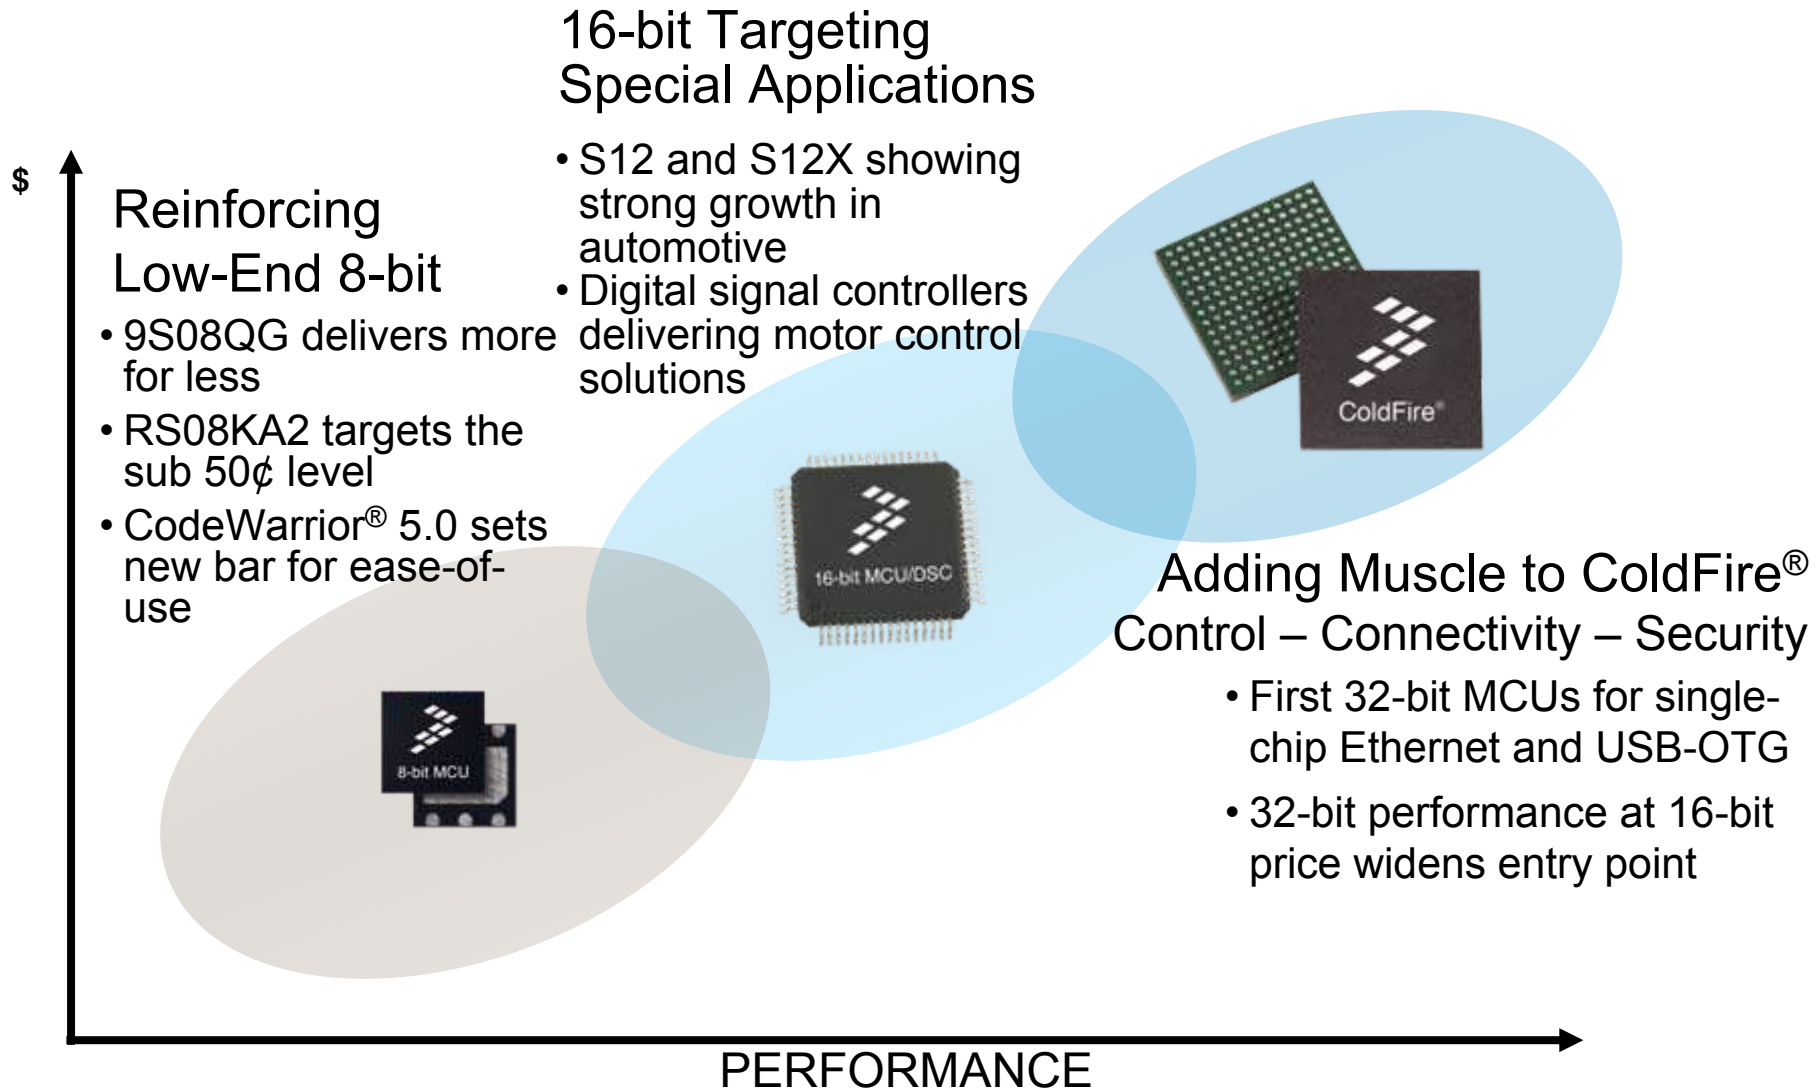 16-bit Targeting
Special Applications
• S12 and S12X showing
strong growth in
automotive
• Digital signal controllers
delivering motor control
solutions
$
Reinforcing
Low-End 8-bit
• 9S08QG delivers more
for less
• RS08KA2 targets the
sub 50¢ level
• CodeWarrior® 5.0 sets
new bar for ease-of-
use
ColdFire®
16-bit MCU/DSC
8-bit MCU
Adding Muscle to ColdFire®
Control – Connectivity – Security
• First 32-bit MCUs for single-
chip Ethernet and USB-OTG
• 32-bit performance at 16-bit
price widens entry point
PERFORMANCE